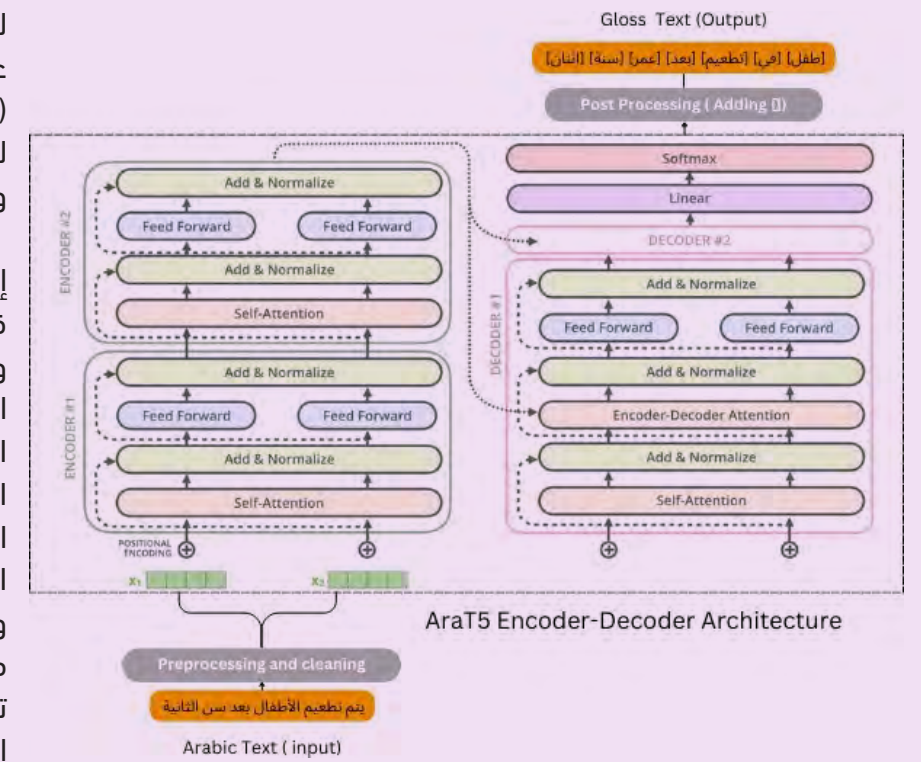 Gloss Text (Output)
[طفل] [في] [تطعيم] [بعد] [عمر] [سنة] [اثنان]
Post Processing ( Adding [])
Softmax
Linear
DECODER #2
ENCODER #2
Add & Normalize
Feed Forward Feed Forward
Add & Normalize
Self-Attention
ENCODER #1
Add & Normalize
Feed Forward Feed Forward
Add & Normalize
Self-Attention
POSITIONAL
ENCODING
X₁ X₂
DECODER #1
Add & Normalize
Feed Forward Feed Forward
Add & Normalize
Encoder-Decoder Attention
Add & Normalize
Self-Attention
AraT5 Encoder-Decoder Architecture
Preprocessing and cleaning
يتم تطعيم الأطفال بعد سن الثانية
Arabic Text ( input)